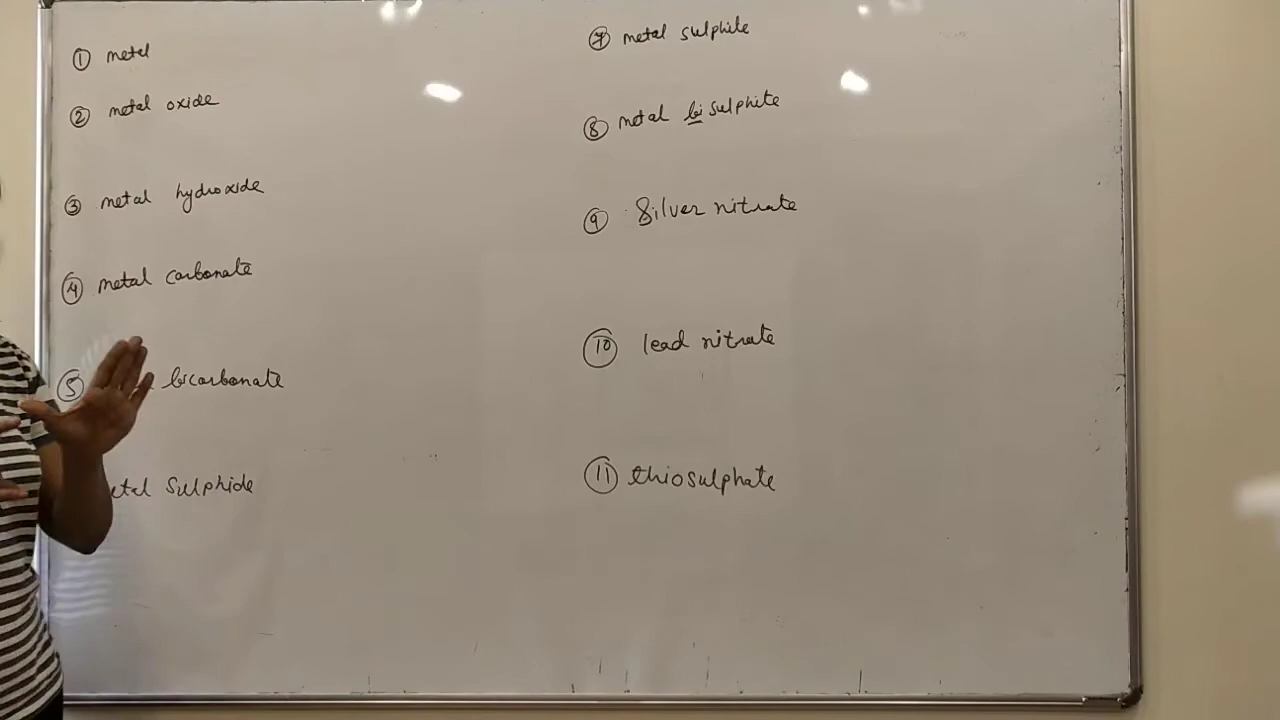 ① metal
② metal oxide
③ metal hydroxide
④ metal carbonate
⑤ bicarbonate
etal Sulphide
⑦ metal sulphite
⑧ metal bisulphite
⑨ Silver nitrate
⑩ lead nitrate
⑪ thiosulphate